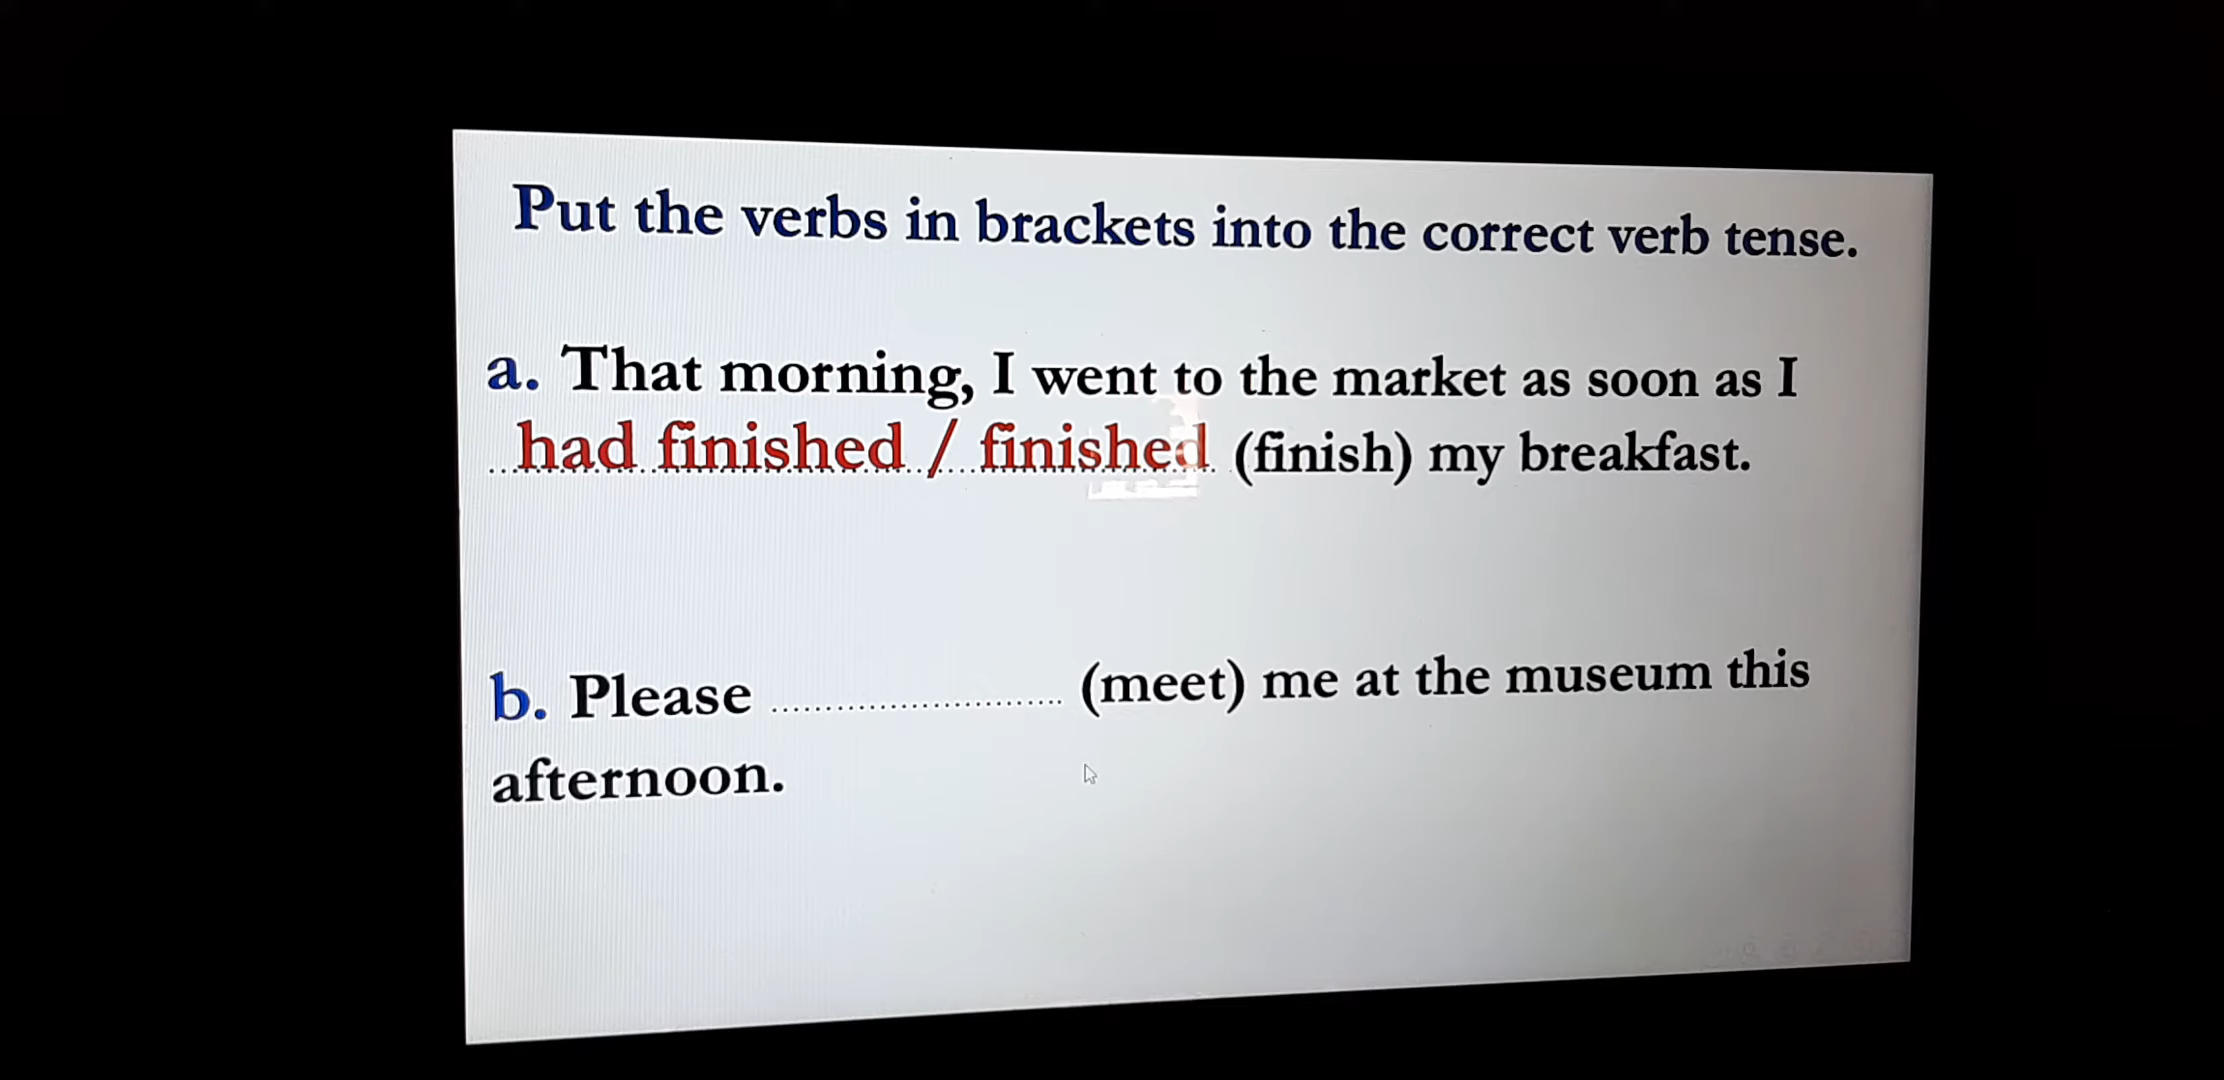 Put the verbs in brackets into the correct verb tense.
a. That morning, I went to the market as soon as I
...had finished / finished. (finish) my breakfast.
b. Please ........................... (meet) me at the museum this
afternoon.